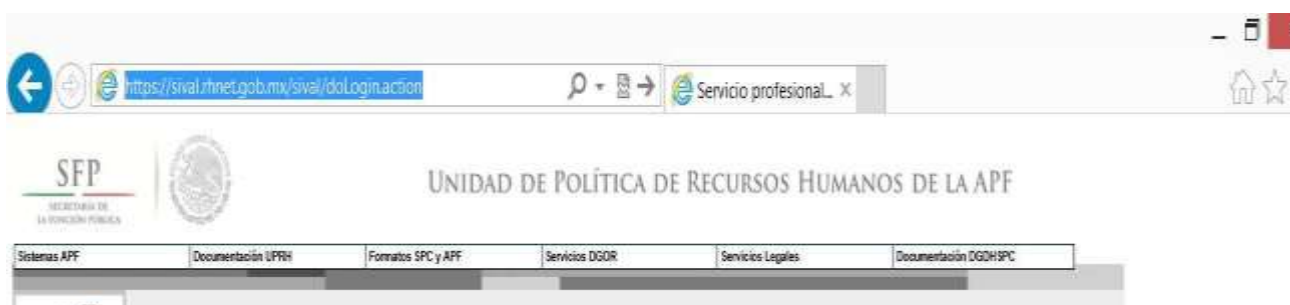 https://sival.rhnet.gob.mx/sival/doLogin.action
Servicio profesional...
SFP
SECRETARÍA DE
LA FUNCIÓN PÚBLICA
UNIDAD DE POLÍTICA DE RECURSOS HUMANOS DE LA APF
Sistemas APF
Documentación UPRH
Formatos SPC y APF
Servicios DGOR
Servicios Legales
Documentación DGDHSPC